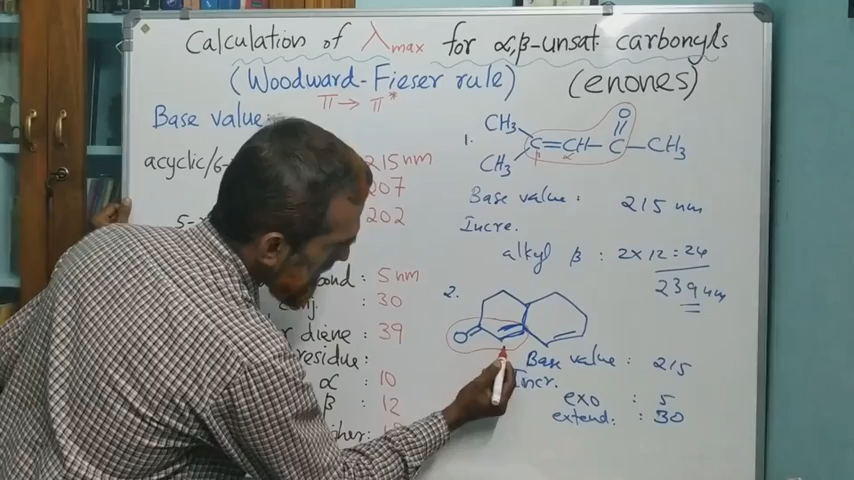 Calculation of λmax for α,β-unsat. carbonyls
(Woodward-Fieser rule) (enones)
π → π*
Base value:
acyclic/6- 215 nm
207
5- 202
ond : 5 nm
conj. : 30
r diene : 39
residue:
α : 10
β : 12
her
1. CH3
CH3
C=CH-C-CH3
O
β α
Base value : 215 nm
Incre.
alkyl β : 2 x 12 = 24
239 nm
2.
O
Base value : 215
Incr.
exo : 5
extend. : 30